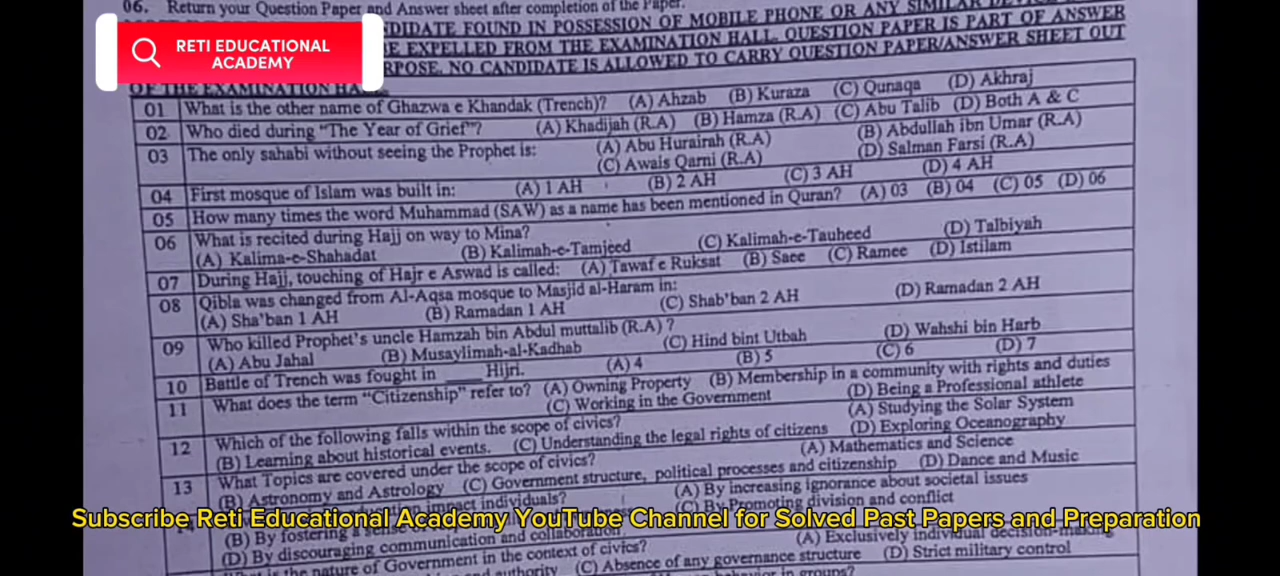 06. Return your Question Paper and Answer sheet after completion of the Paper.
CANDIDATE FOUND IN POSSESSION OF MOBILE PHONE OR ANY SIMILAR
RETI EDUCATIONAL
ACADEMY
EXPELLED FROM THE EXAMINATION HALL. QUESTION PAPER IS PART OF ANSWER
NO CANDIDATE IS ALLOWED TO CARRY QUESTION PAPER/ANSWER SHEET OUT
OF THE EXAMINATION HALL.
01 What is the other name of Ghazwa e Khandak (Trench)? (A) Ahzab (B) Kuraza (C) Qunaqa (D) Akhraj
02 Who died during "The Year of Grief"? (A) Khadijah (R.A) (B) Hamza (R.A) (C) Abu Talib (D) Both A & C
03 The only sahabi without seeing the Prophet is: (A) Abu Hurairah (R.A) (B) Abdullah ibn Umar (R.A)
(C) Awais Qarni (R.A) (D) Salman Farsi (R.A)
04 First mosque of Islam was built in: (A) 1 AH (B) 2 AH (C) 3 AH (D) 4 AH
05 How many times the word Muhammad (SAW) as a name has been mentioned in Quran? (A) 03 (B) 04 (C) 05 (D) 06
06 What is recited during Hajj on way to Mina?
(A) Kalima-e-Shahadat (B) Kalimah-e-Tamjeed (C) Kalimah-e-Tauheed (D) Talbiyah
07 During Hajj, touching of Hajr e Aswad is called: (A) Tawaf e Ruksat (B) Saee (C) Ramee (D) Istilam
08 Qibla was changed from Al-Aqsa mosque to Masjid al-Haram in:
(A) Sha'ban 1 AH (B) Ramadan 1 AH (C) Shab'ban 2 AH (D) Ramadan 2 AH
09 Who killed Prophet's uncle Hamzah bin Abdul muttalib (R.A) ?
(A) Abu Jahal (B) Musaylimah-al-Kadhab (C) Hind bint Utbah (D) Wahshi bin Harb
10 Battle of Trench was fought in ____ Hijri. (A) 4 (B) 5 (C) 6 (D) 7
11 What does the term "Citizenship" refer to? (A) Owning Property (B) Membership in a community with rights and duties
(C) Working in the Government (D) Being a Professional athlete
12 Which of the following falls within the scope of civics? (A) Studying the Solar System
(B) Learning about historical events. (C) Understanding the legal rights of citizens (D) Exploring Oceanography
13 What Topics are covered under the scope of civics? (A) Mathematics and Science
(B) Astronomy and Astrology (C) Government structure, political processes and citizenship (D) Dance and Music
impact individuals? (A) By increasing ignorance about societal issues
(B) By fostering a sense of (C) By Promoting division and conflict
Subscribe Reti Educational Academy YouTube Channel for Solved Past Papers and Preparation
(D) By discouraging communication and collaboration
the nature of Government in the context of civics? (A) Exclusively individual decision-making
authority (C) Absence of any governance structure (D) Strict military control
behavior in groups?